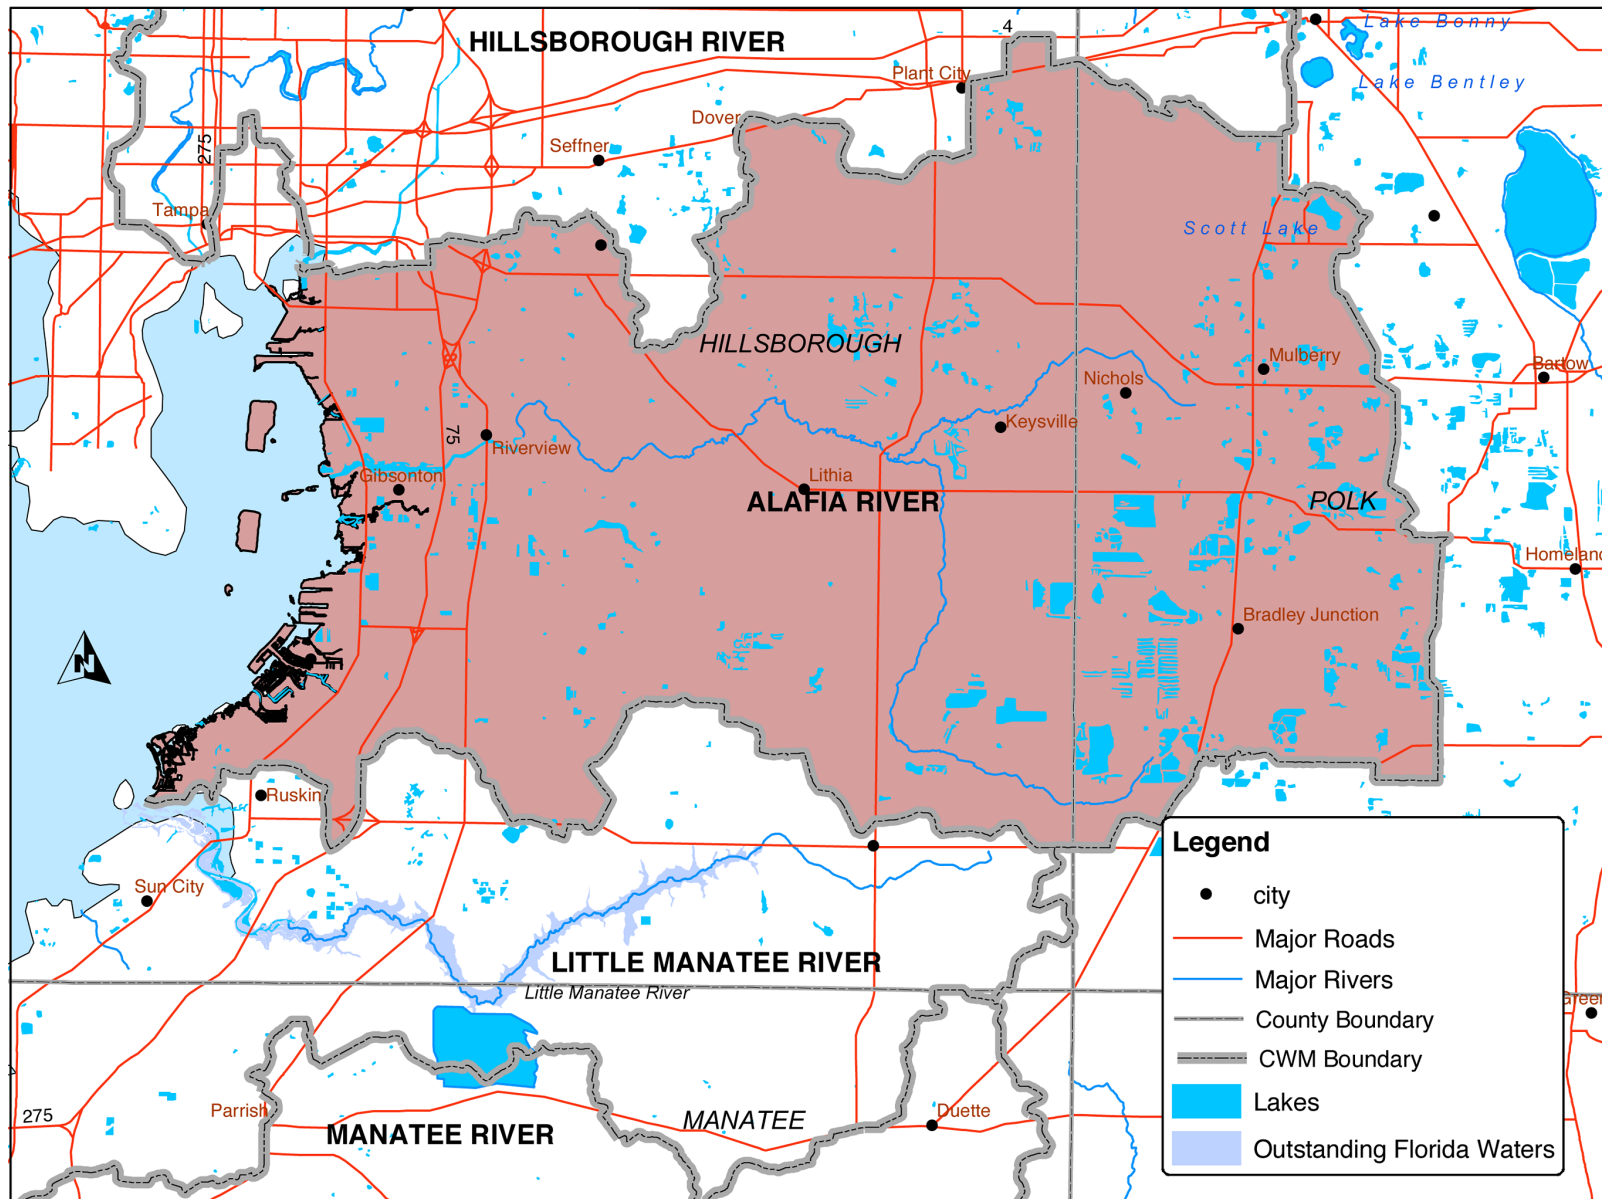 4
Lake Bonny
HILLSBOROUGH RIVER
Plant City
Lake Bentley
Dover
275
Seffner
Tampa
Scott Lake
HILLSBOROUGH
Mulberry
Bartow
Nichols
Keysville
75
Riverview
Gibsonton
Lithia
ALAFIA RIVER
POLK
Homeland
Bradley Junction
N
Ruskin
Sun City
LITTLE MANATEE RIVER
Little Manatee River
Parrish
275
MANATEE
Duette
MANATEE RIVER
Legend
city
Major Roads
Major Rivers
County Boundary
CWM Boundary
Lakes
Outstanding Florida Waters